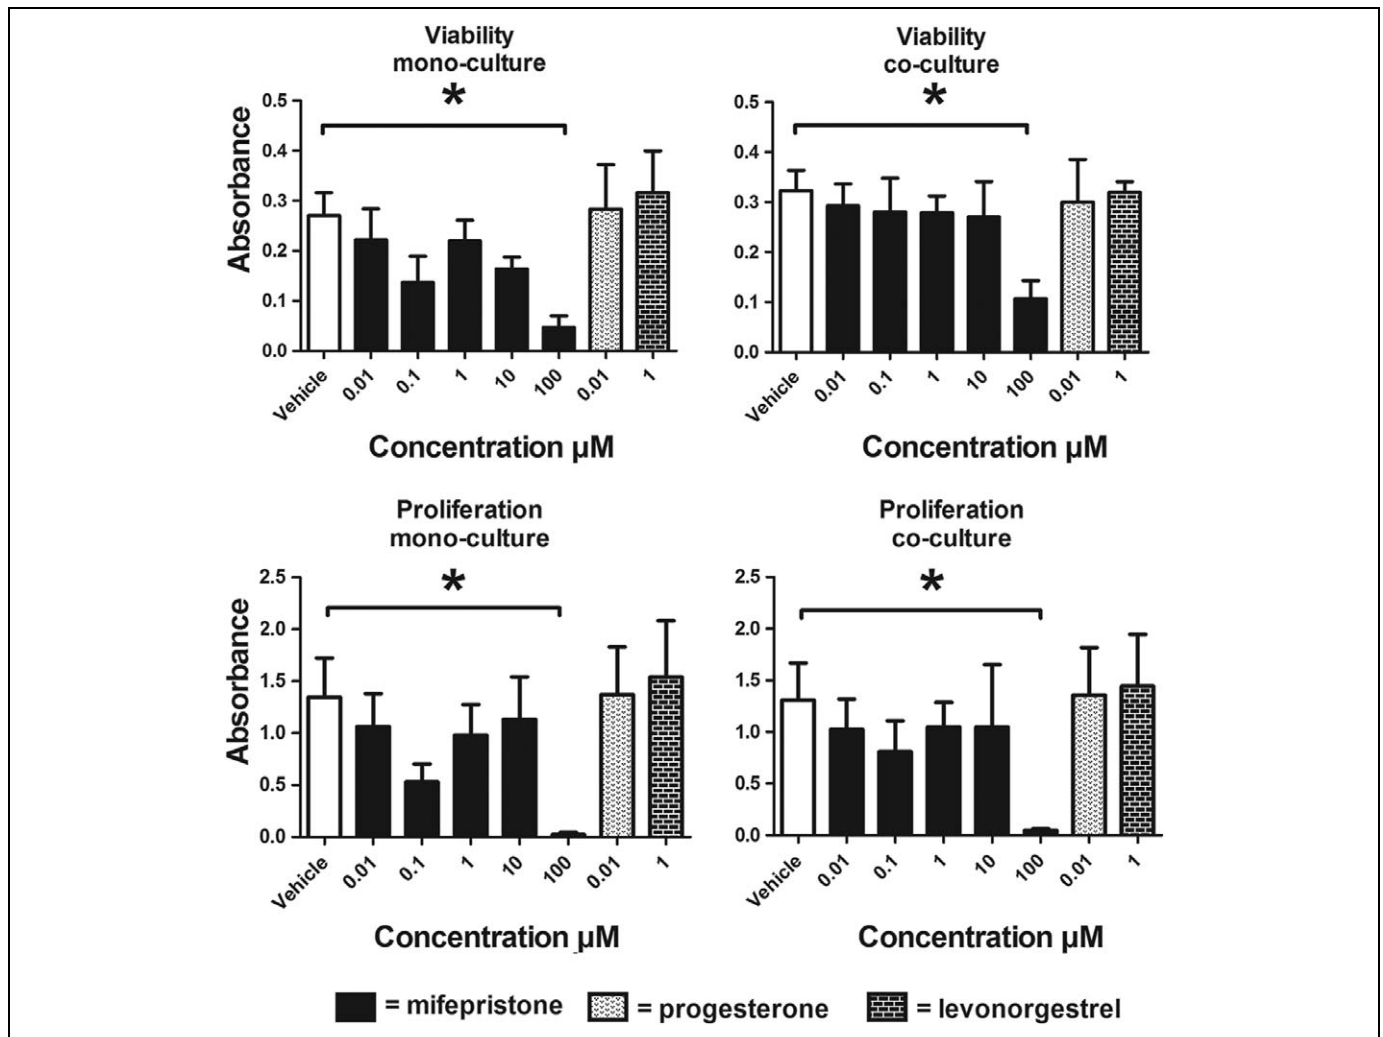 Viability
mono-culture
*
Absorbance
0.5
0.4
0.3
0.2
0.1
0.0
Vehicle 0.01 0.1 1 10 100 0.01 1
Concentration µM
Viability
co-culture
*
0.5
0.4
0.3
0.2
0.1
0.0
Vehicle 0.01 0.1 1 10 100 0.01 1
Concentration µM
Proliferation
mono-culture
*
Absorbance
2.5
2.0
1.5
1.0
0.5
0.0
Vehicle 0.01 0.1 1 10 100 0.01 1
Concentration µM
Proliferation
co-culture
*
2.5
2.0
1.5
1.0
0.5
0.0
Vehicle 0.01 0.1 1 10 100 0.01 1
Concentration µM
= mifepristone = progesterone = levonorgestrel